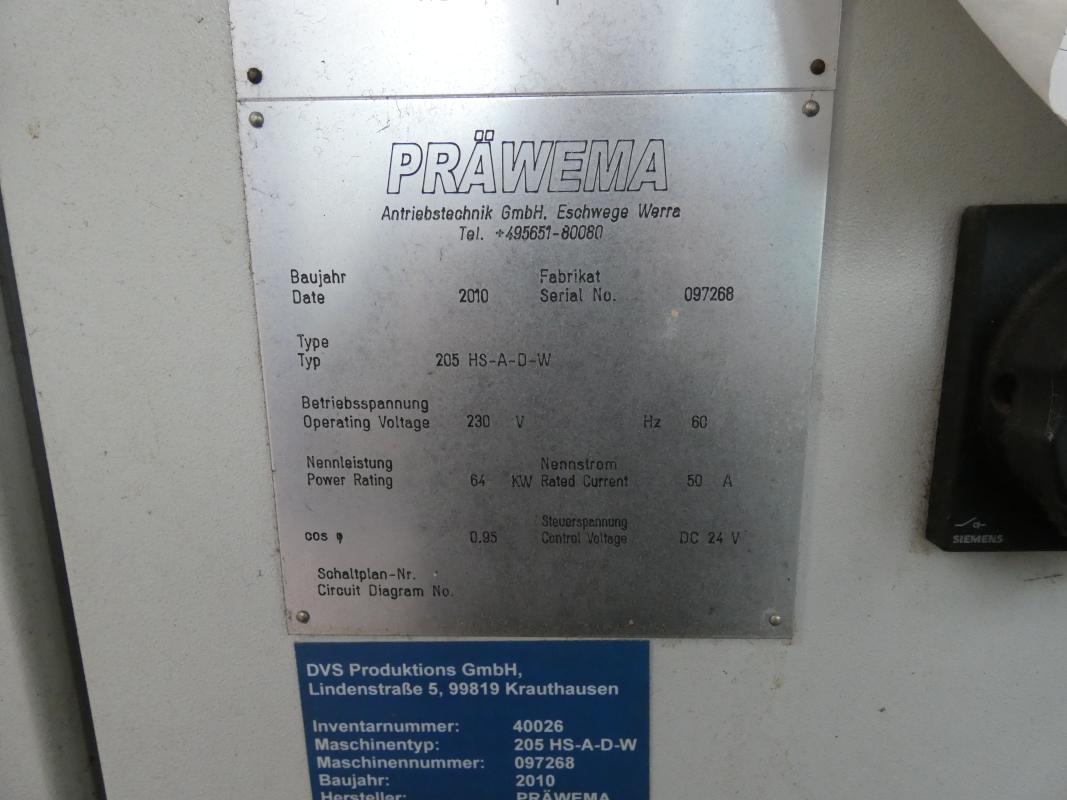 PRÄWEMA
Antriebstechnik GmbH. Eschwege Werra
Tel. +495651-80080
Baujahr Fabrikat
Date 2010 Serial No. 097268
Type
Typ 205 HS-A-D-W
Betriebsspannung
Operating Voltage 230 V Hz 60
Nennleistung Nennstrom
Power Rating 64 KW Rated Current 50 A
Steuerspannung
cos φ 0.95 Control Voltage DC 24 V
Schaltplan-Nr.
Circuit Diagram No.
SIEMENS
DVS Produktions GmbH,
Lindenstraße 5, 99819 Krauthausen
Inventarnummer: 40026
Maschinentyp: 205 HS-A-D-W
Maschinennummer: 097268
Baujahr: 2010
Hersteller: PRÄWEMA